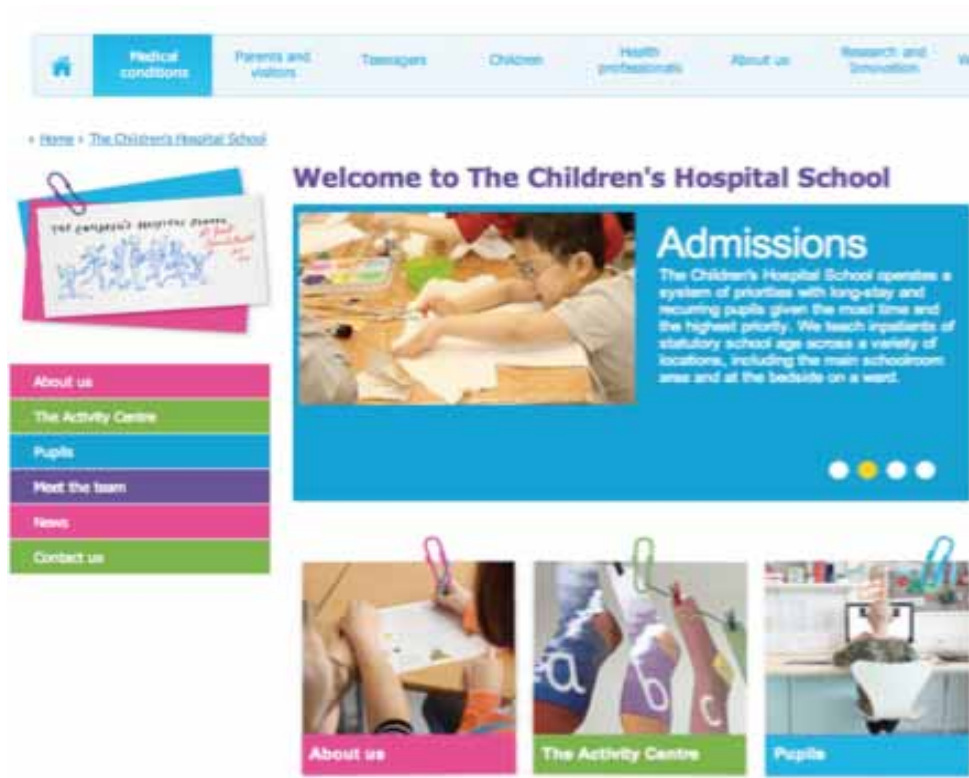 Medical
conditions
Parents and
visitors
Teenagers
Children
Health
professionals
About us
Research and
Innovation
Home
The Children's Hospital School
THE CHILDREN'S HOSPITAL SCHOOL
Welcome to The Children's Hospital School
Admissions
The Children's Hospital School operates a
system of priorities with long-stay and
recurring pupils given the most time and
the highest priority. We teach inpatients of
statutory school age across a variety of
locations, including the main schoolroom
area and at the bedside on a ward.
About us
The Activity Centre
Pupils
Meet the team
News
Contact us
a
b
c
About us
The Activity Centre
Pupils